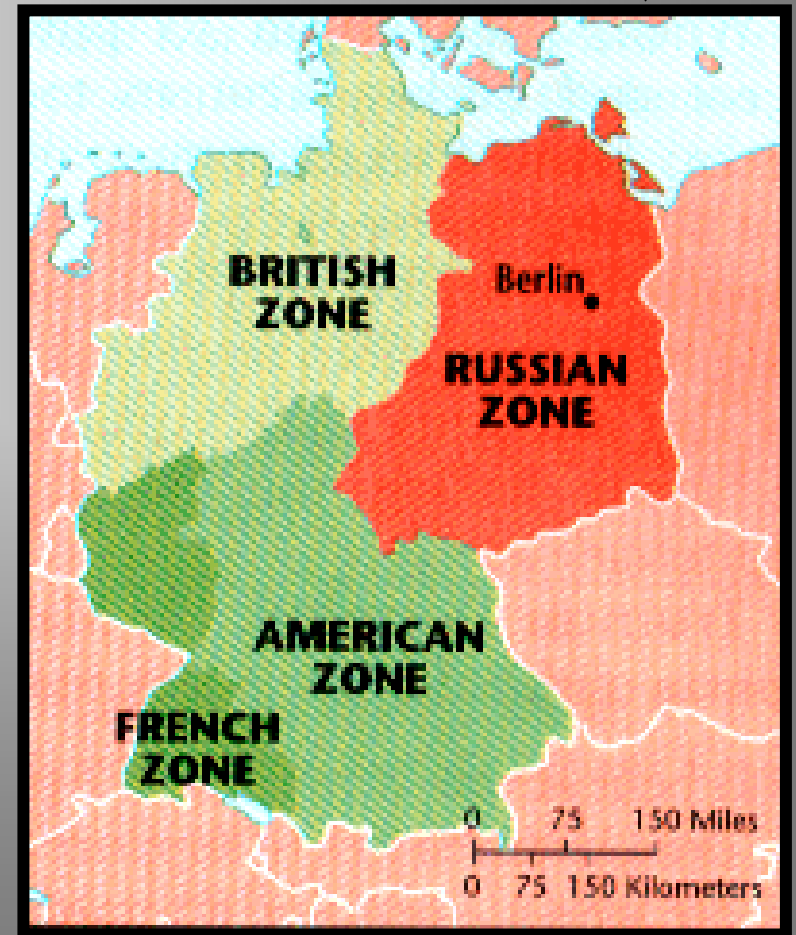 BRITISH
ZONE
Berlin
RUSSIAN
ZONE
AMERICAN
ZONE
FRENCH
ZONE
0 75 150 Miles
0 75 150 Kilometers